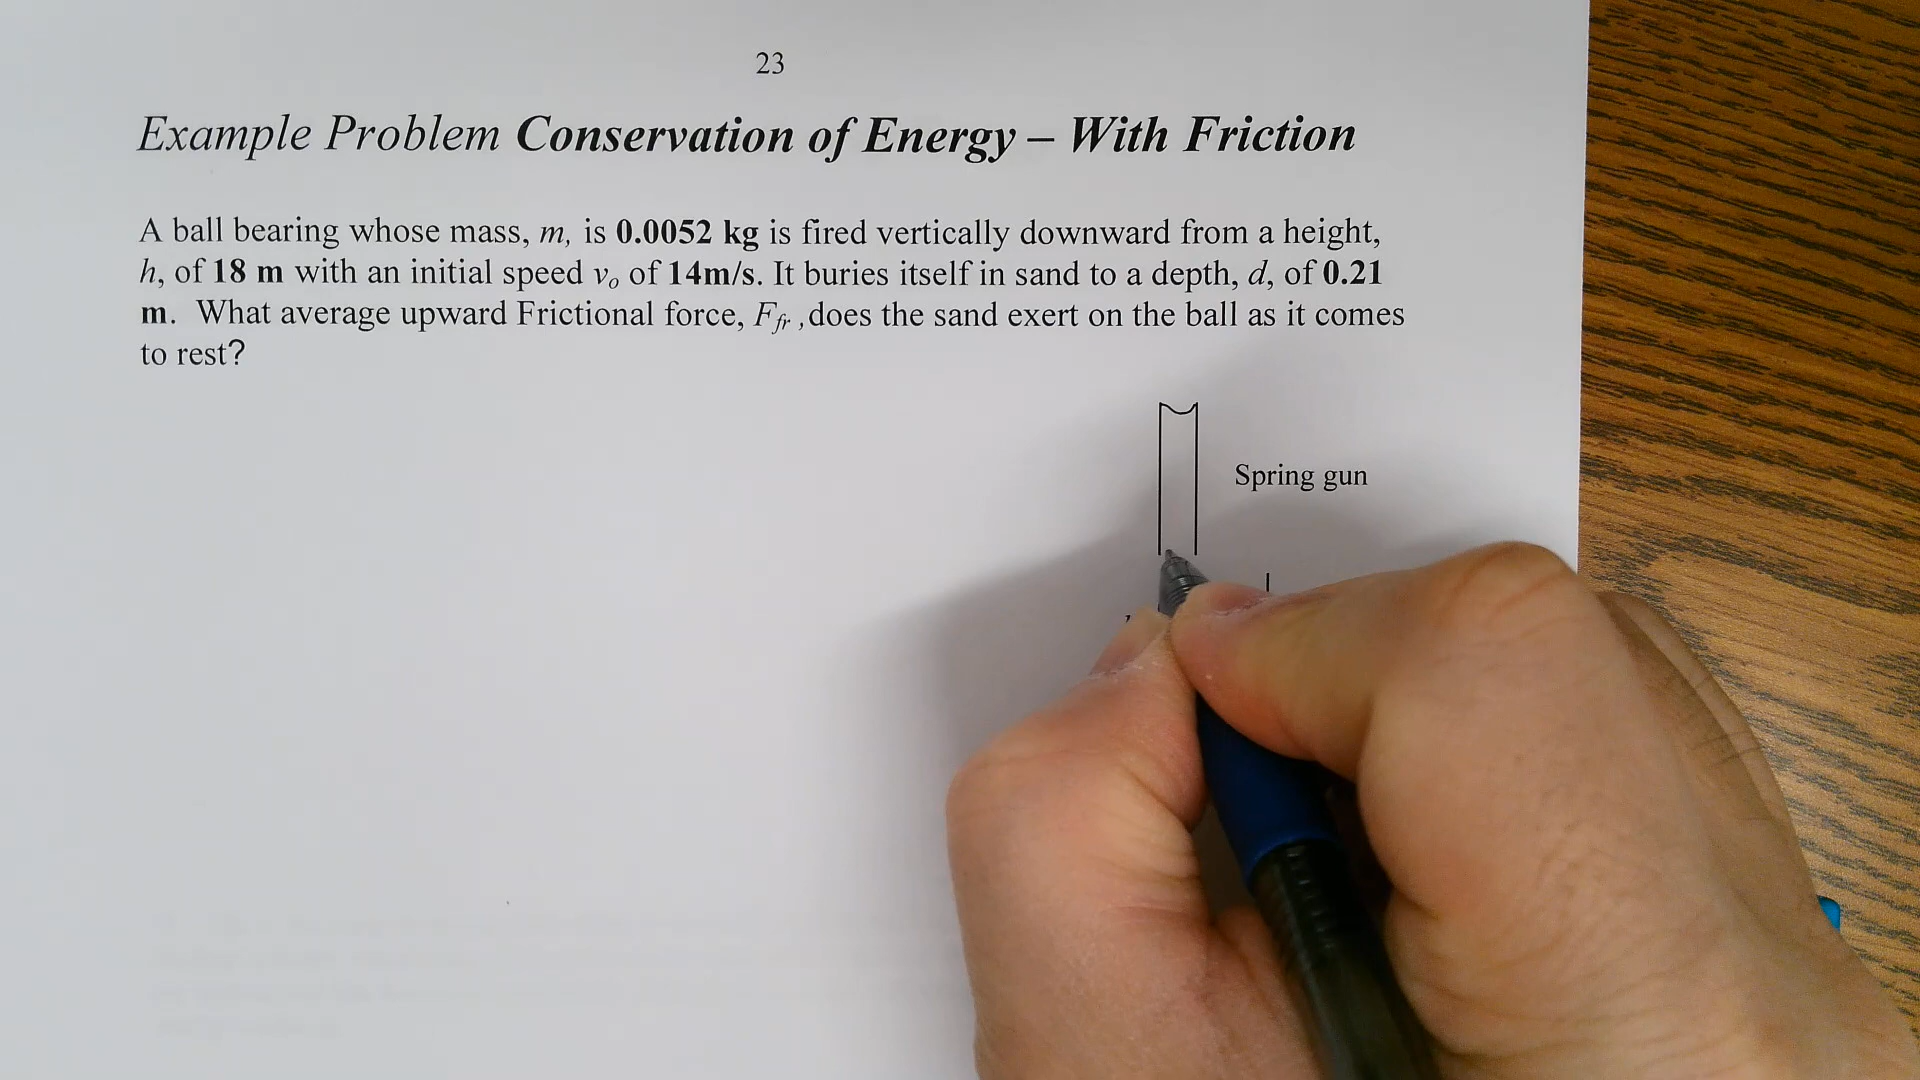 23
Example Problem Conservation of Energy – With Friction
A ball bearing whose mass, m, is 0.0052 kg is fired vertically downward from a height,
h, of 18 m with an initial speed vo of 14m/s. It buries itself in sand to a depth, d, of 0.21
m. What average upward Frictional force, Ffr ,does the sand exert on the ball as it comes
to rest?
Spring gun